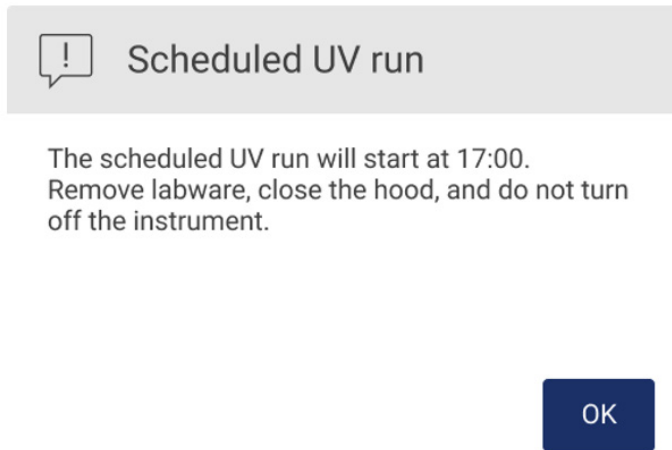 !
Scheduled UV run
The scheduled UV run will start at 17:00.
Remove labware, close the hood, and do not turn
off the instrument.
OK